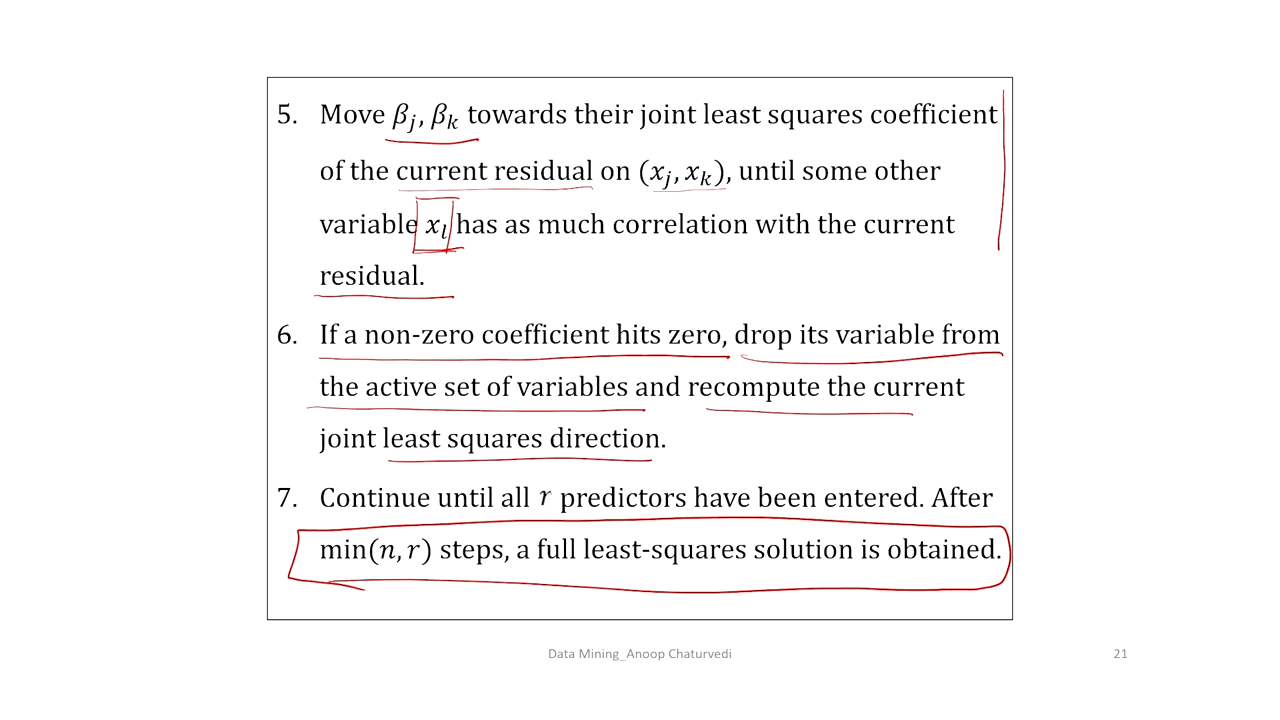 5. Move βj, βk towards their joint least squares coefficient
of the current residual on (xj, xk), until some other
variable xl has as much correlation with the current
residual.
6. If a non-zero coefficient hits zero, drop its variable from
the active set of variables and recompute the current
joint least squares direction.
7. Continue until all r predictors have been entered. After
min(n, r) steps, a full least-squares solution is obtained.
Data Mining_Anoop Chaturvedi
21